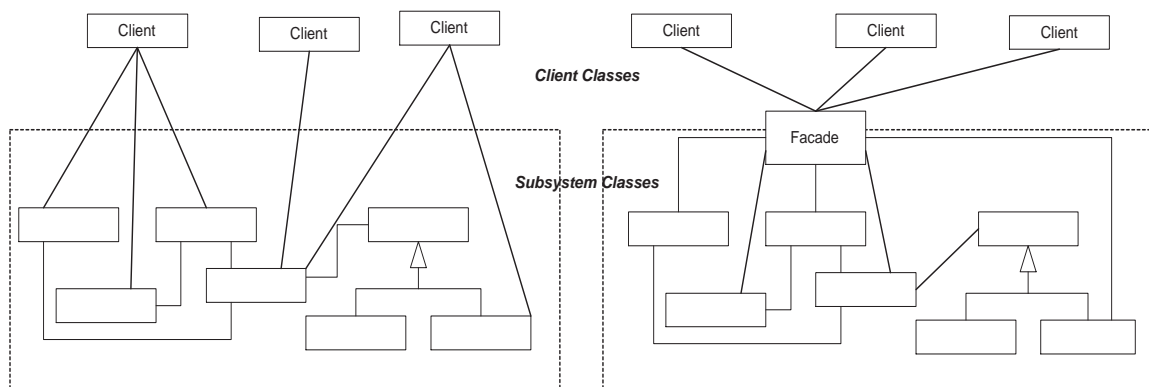 Client
Client
Client
Client
Client
Client
Client Classes
Facade
Subsystem Classes